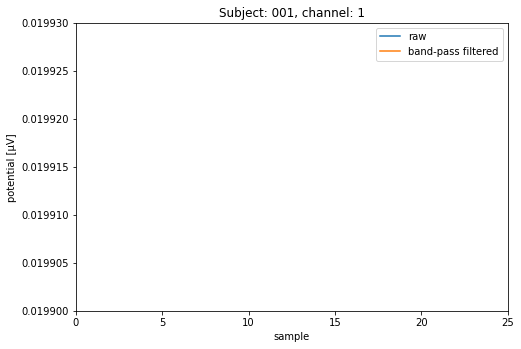 Subject: 001, channel: 1
raw
band-pass filtered
potential [μV]
0.019930
0.019925
0.019920
0.019915
0.019910
0.019905
0.019900
0 5 10 15 20 25
sample